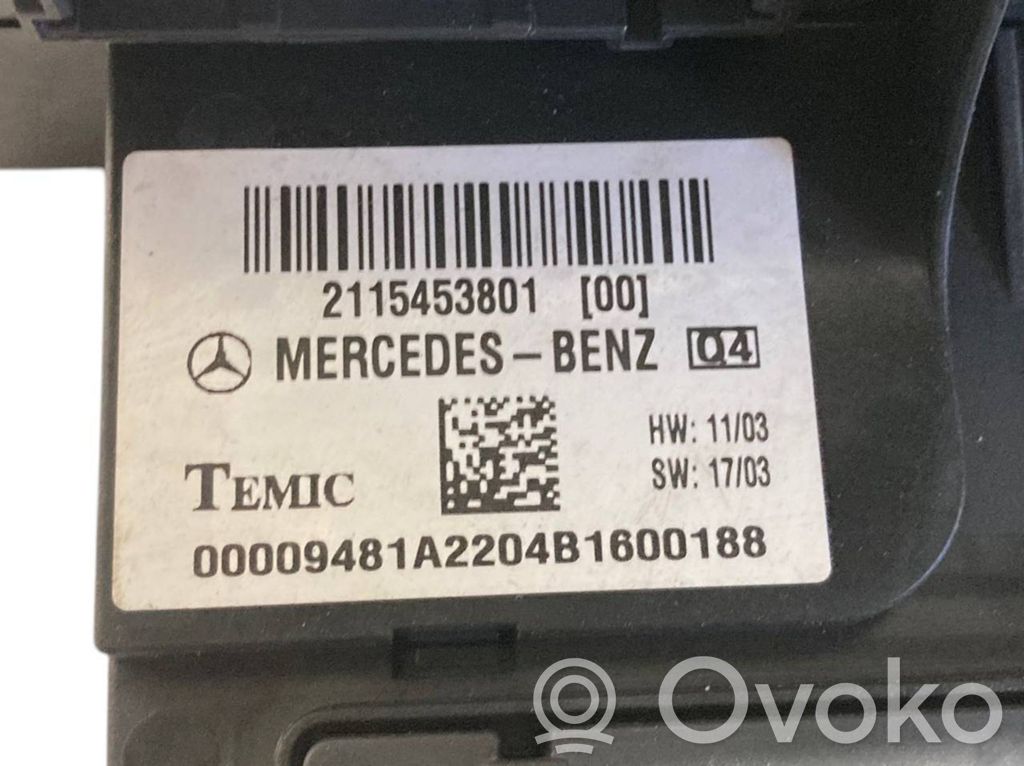 2115453801 [00]
MERCEDES-BENZ Q4
HW: 11/03
SW: 17/03
TEMIC
00009481A2204B1600188
Ovoko